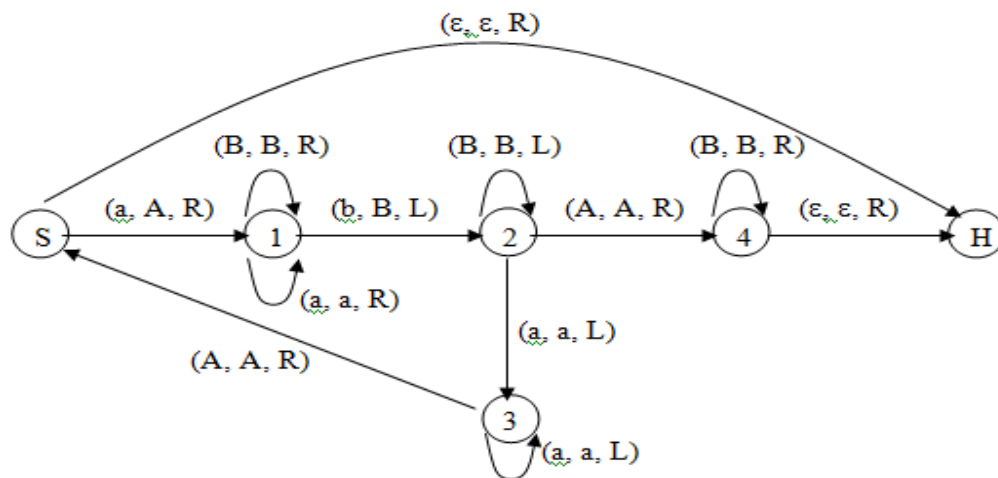 (ε, ε, R)
(B, B, R) (B, B, L) (B, B, R)
(a, A, R) (b, B, L) (A, A, R) (ε, ε, R)
S 1 2 4 H
(a, a, R)
(a, a, L)
(A, A, R)
3
(a, a, L)